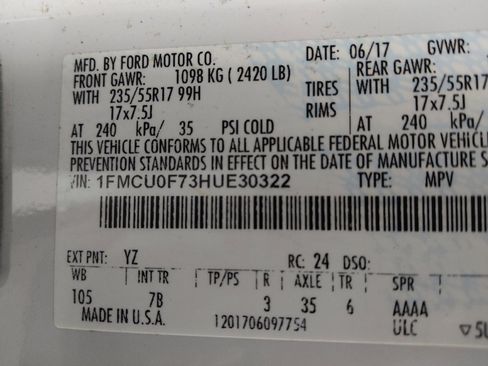 MFD. BY FORD MOTOR CO. DATE: 06/17 GVWR:
FRONT GAWR: 1098 KG ( 2420 LB) REAR GAWR:
WITH 235/55R17 99H TIRES WITH 235/55R17
17x7.5J RIMS 17x7.5J
AT 240 kPa/ 35 PSI COLD AT 240 kPa/
THIS VEHICLE CONFORMS TO ALL APPLICABLE FEDERAL MOTOR VEHICLE
PREVENTION STANDARDS IN EFFECT ON THE DATE OF MANUFACTURE
VIN: 1FMCU0F73HUE30322 TYPE: MPV
EXT PNT: YZ RC: 24 DSO:
WB INT TR TP/PS R AXLE TR SPR
105 7B 3 35 6 AAAA
MADE IN U.S.A. 1201706097754 ULC ▽5U